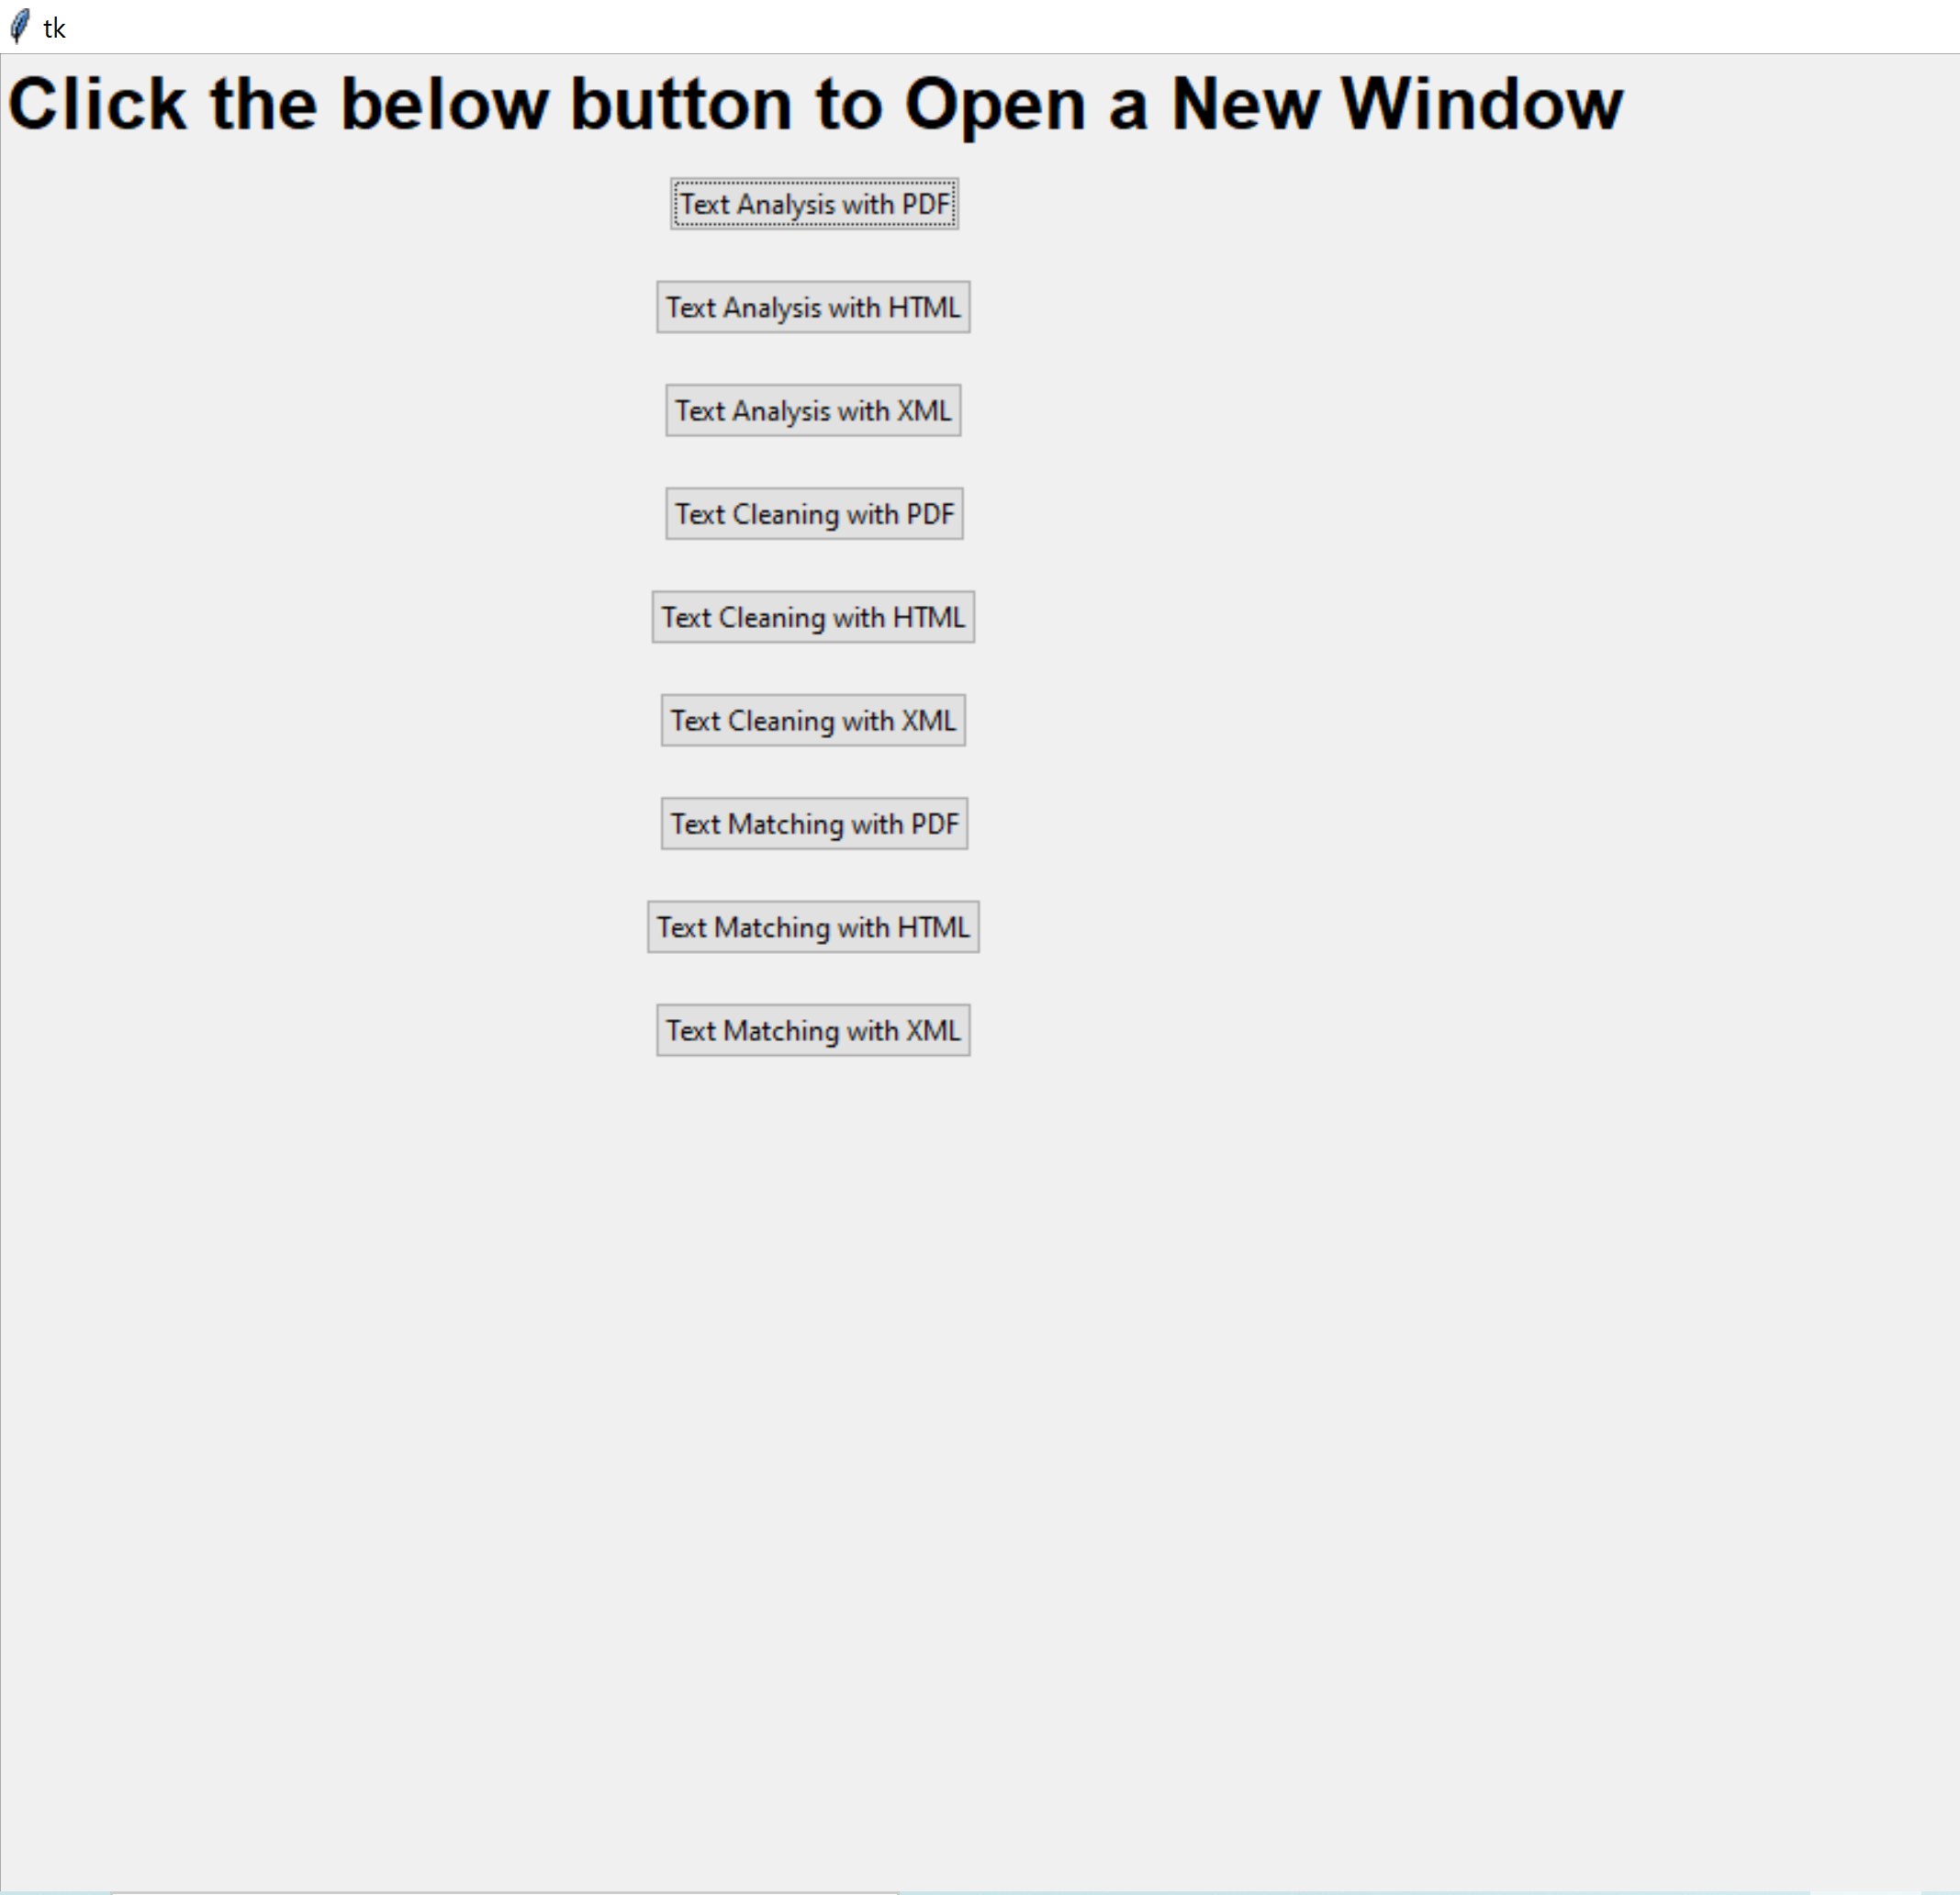 tk
Click the below button to Open a New Window
Text Analysis with PDF
Text Analysis with HTML
Text Analysis with XML
Text Cleaning with PDF
Text Cleaning with HTML
Text Cleaning with XML
Text Matching with PDF
Text Matching with HTML
Text Matching with XML